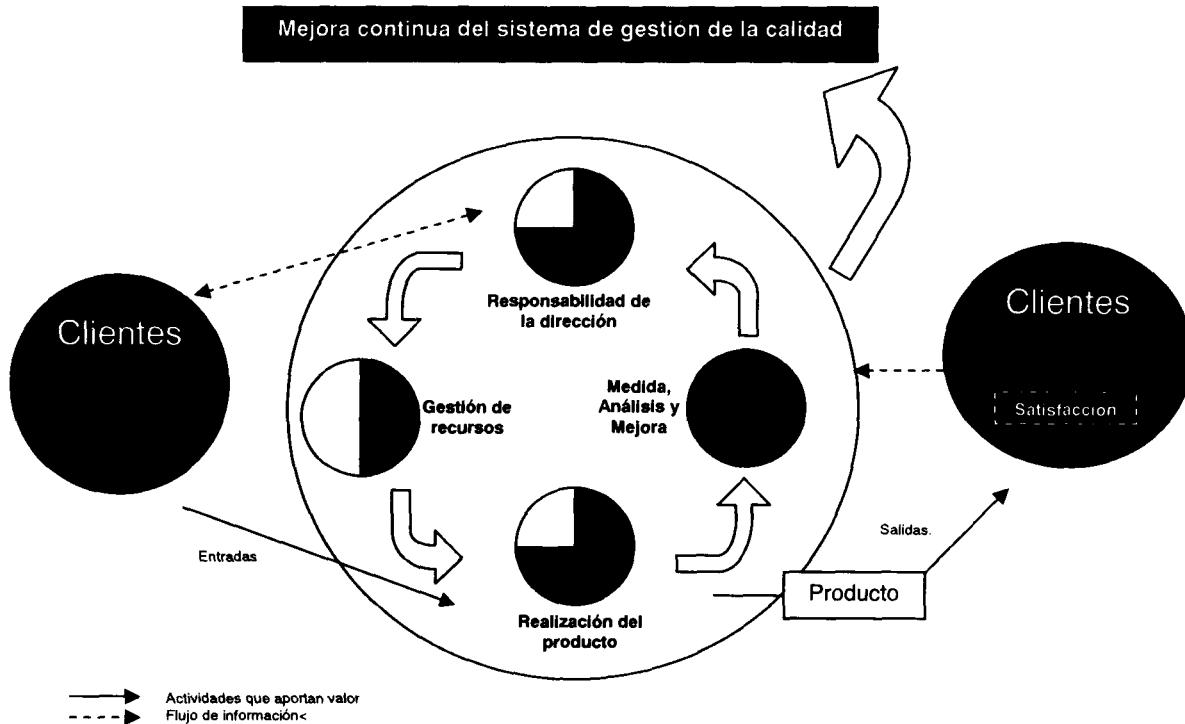 Mejora continua del sistema de gestión de la calidad
Clientes
Responsabilidad de
la dirección
Gestión de
recursos
Medida,
Análisis y
Mejora
Clientes
Satisfaccion
Entradas
Realización del
producto
Salidas.
Producto
Actividades que aportan valor
Flujo de información<